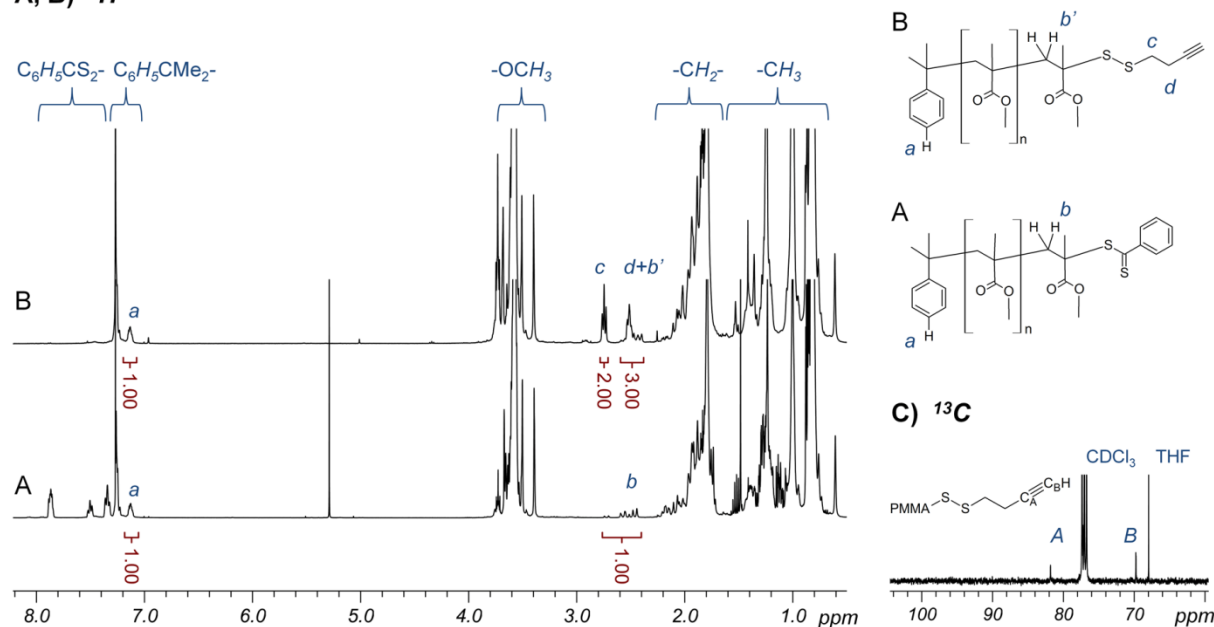 A, B) ¹H
C₆H₅CS₂- C₆H₅CMe₂-
-OCH₃
-CH₂-
-CH₃
B
a
c
d+b'
1.00
2.00
3.00
A
a
b
1.00
1.00
8.0 7.0 6.0 5.0 4.0 3.0 2.0 1.0 ppm
B
b'
H H
S
S
c
d
O O
O O
n
a H
A
b
H H
S
S
O O
O O
n
a H
C) ¹³C
CDCl₃
THF
PMMA S S C_A C_BH
A
B
100 90 80 70 ppm